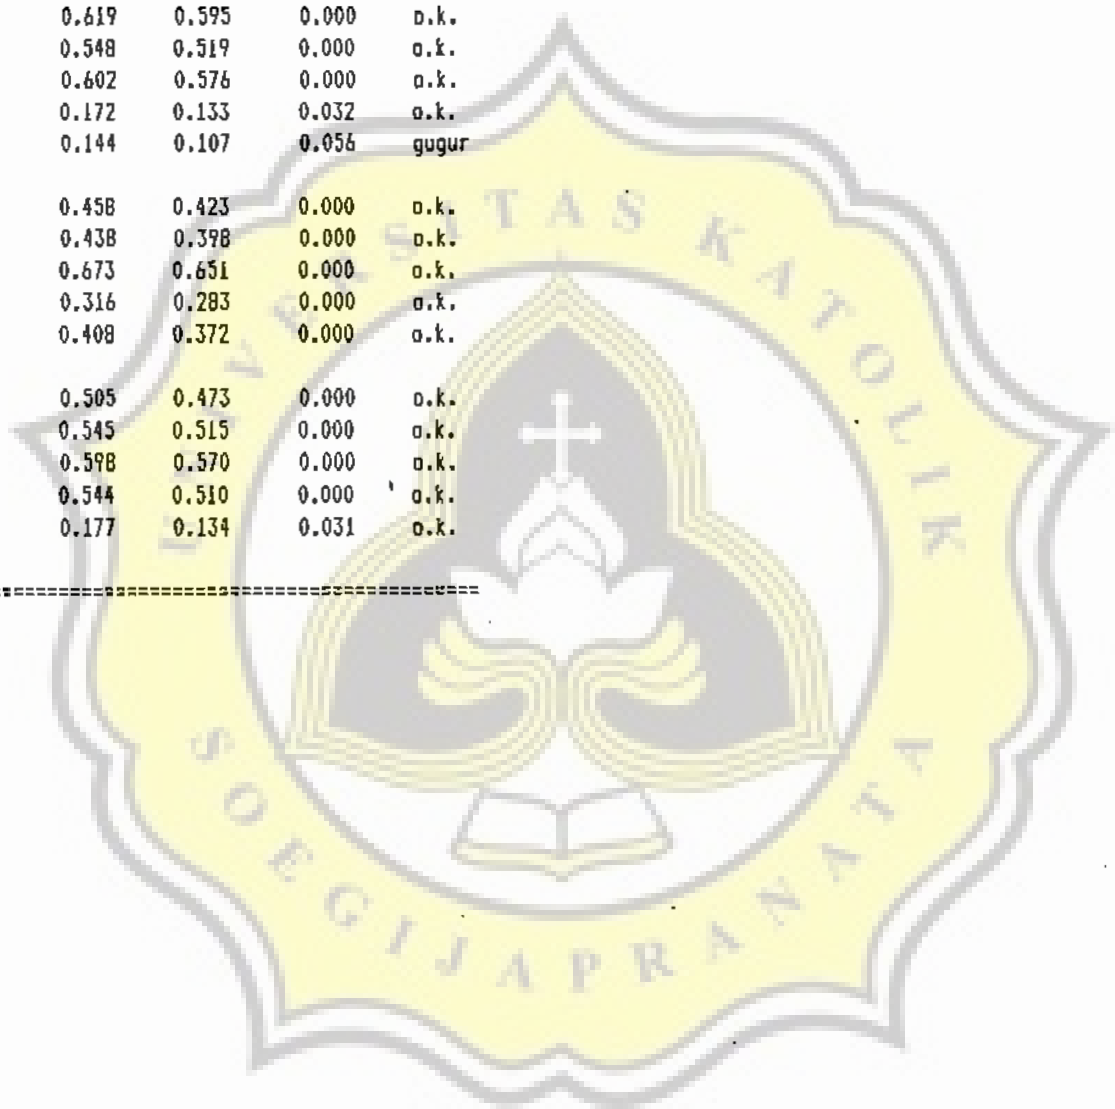 0.619 0.595 0.000 o.k.
0.548 0.519 0.000 o.k.
0.602 0.576 0.000 o.k.
0.172 0.133 0.032 o.k.
0.144 0.107 0.056 gugur
0.458 0.423 0.000 o.k.
0.438 0.398 0.000 o.k.
0.673 0.651 0.000 o.k.
0.316 0.283 0.000 o.k.
0.408 0.372 0.000 o.k.
0.505 0.473 0.000 o.k.
0.545 0.515 0.000 o.k.
0.598 0.570 0.000 o.k.
0.544 0.510 0.000 o.k.
0.177 0.134 0.031 o.k.
UNIVERSITAS KATOLIK
SOEGIJAPRANATA